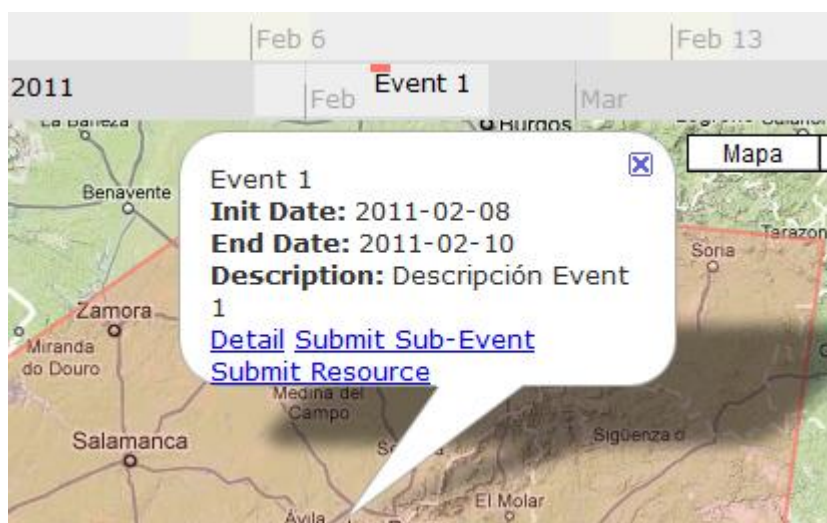 Feb 6
Feb 13
2011
Feb
Event 1
Mar
La Bañeza
Burgos
Mapa
Benavente
Event 1
Init Date: 2011-02-08
End Date: 2011-02-10
Description: Descripción Event
1
Detail Submit Sub-Event
Submit Resource
Soria
Zamora
Miranda
do Douro
Medina del
Campo
Salamanca
Sigüenza
El Molar
Ávila